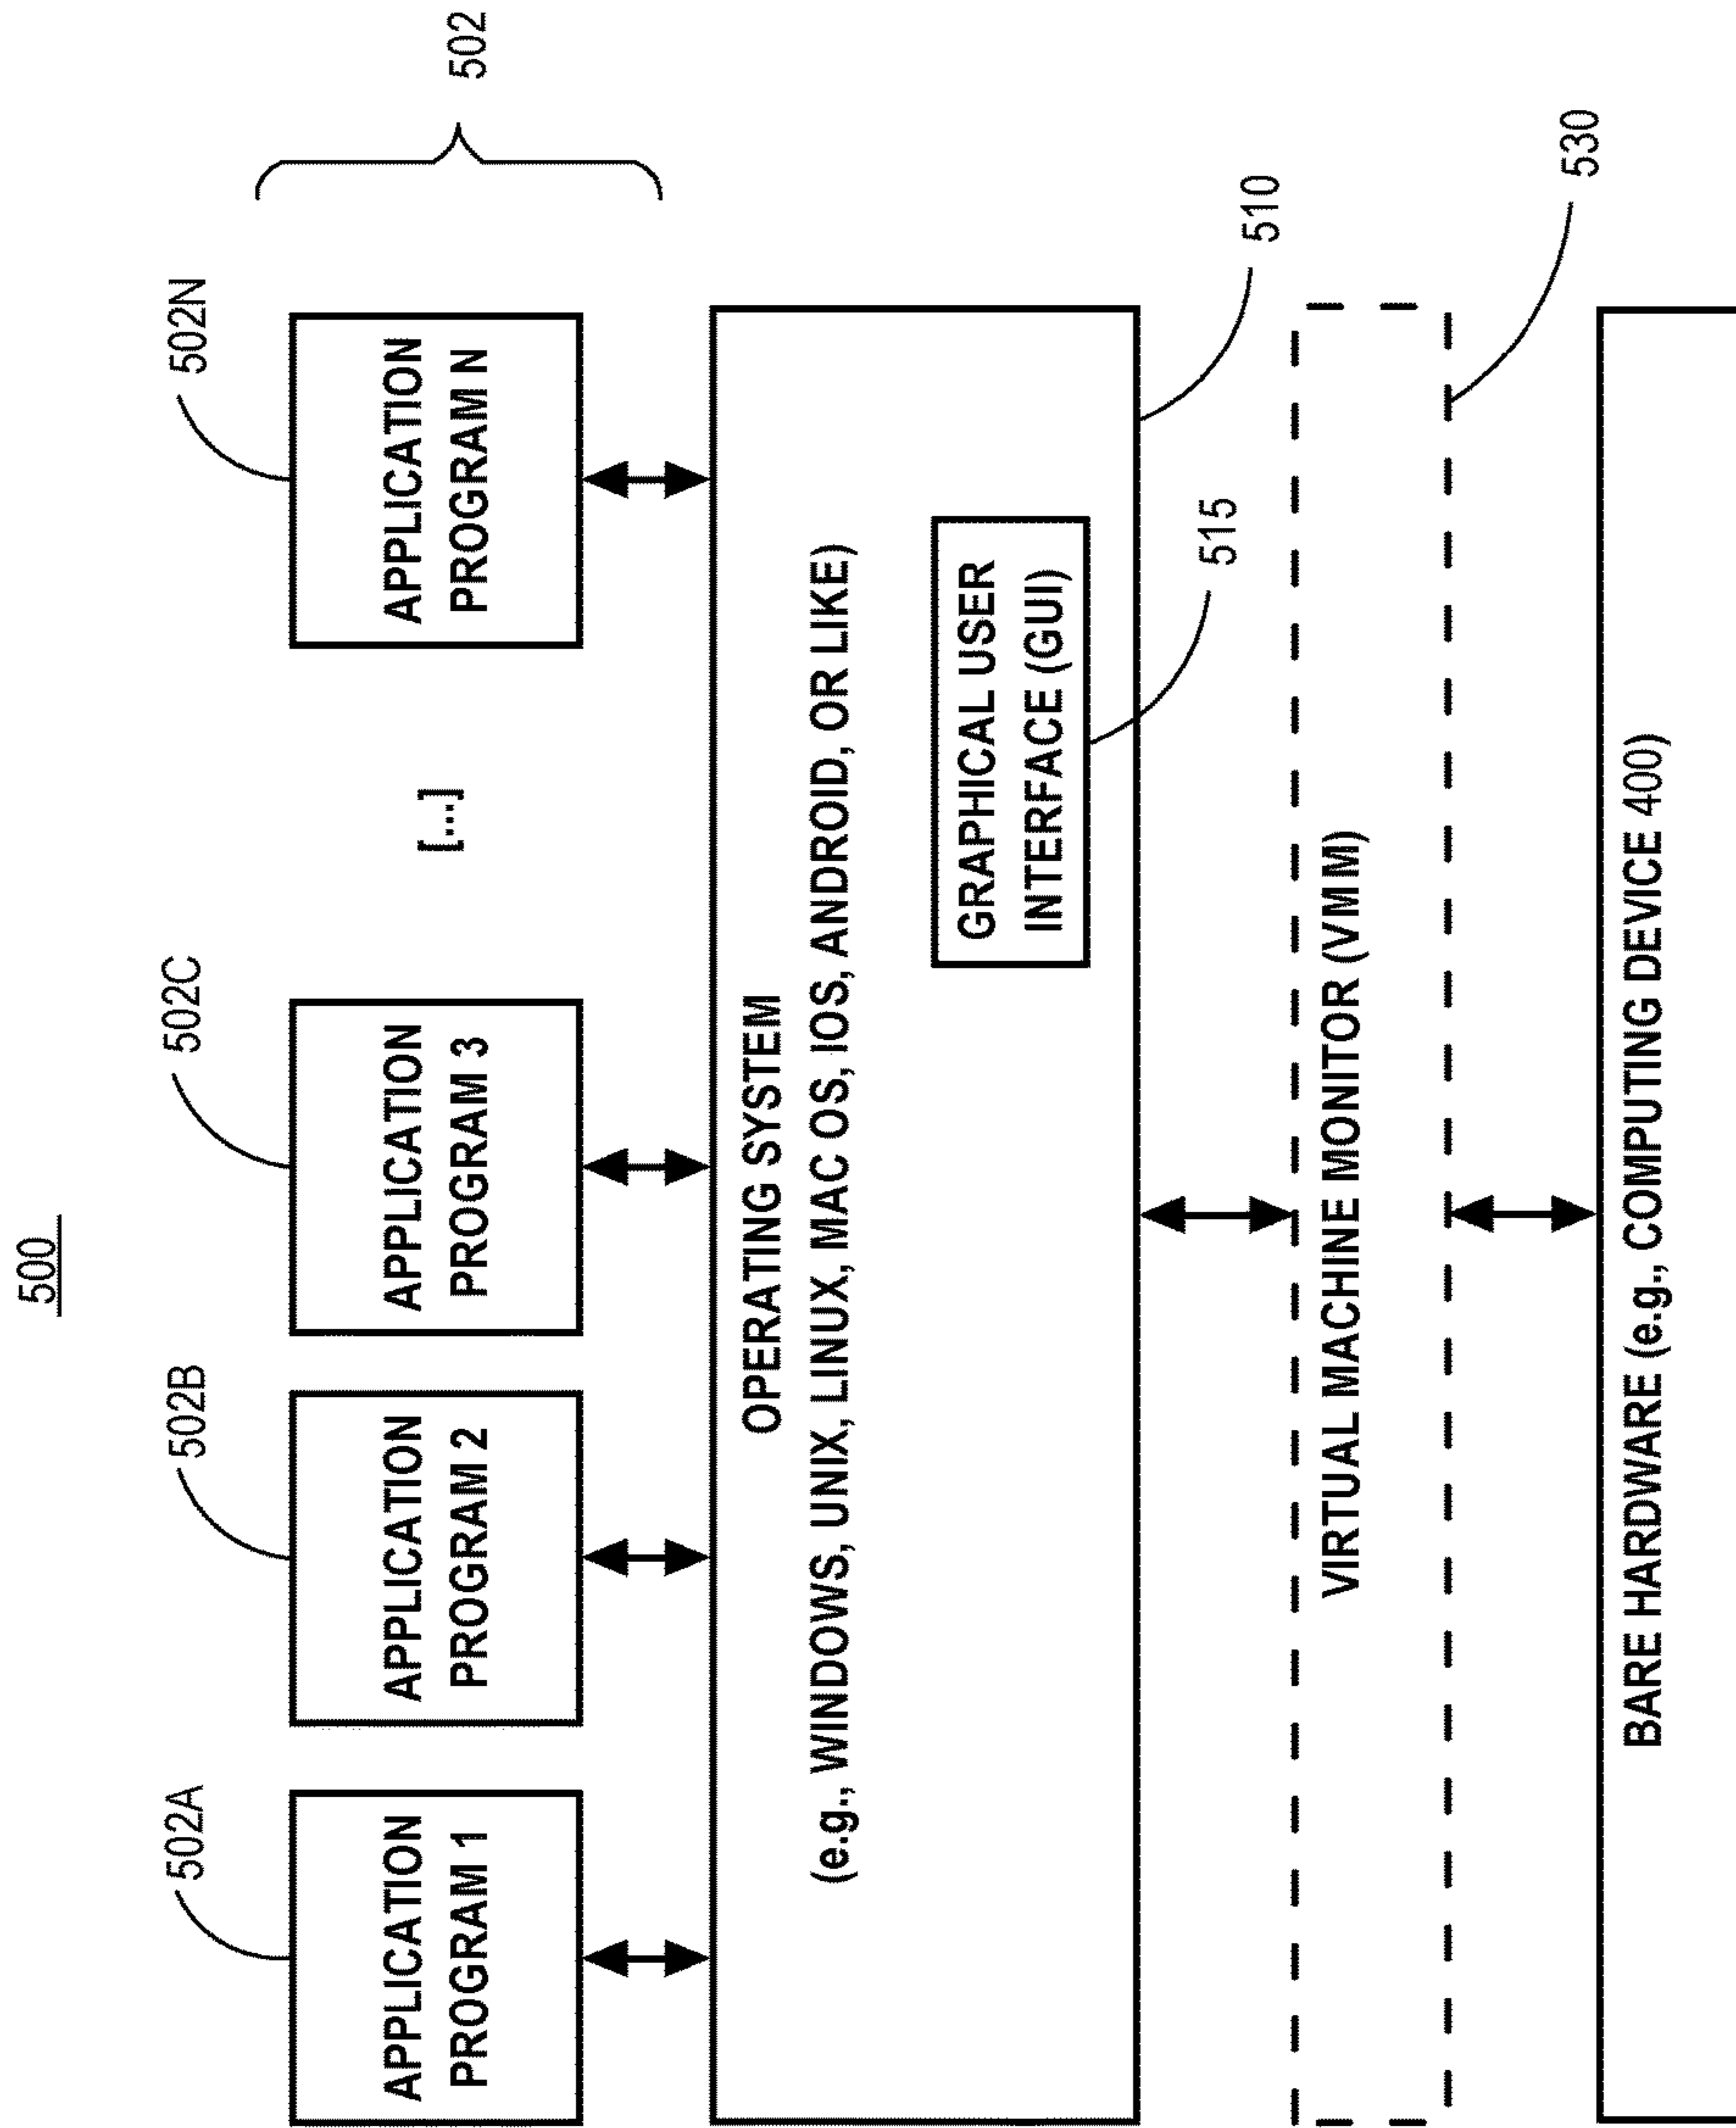 500
502A
502B
502C
502N
502
APPLICATION
PROGRAM 1
APPLICATION
PROGRAM 2
APPLICATION
PROGRAM 3
[...]
APPLICATION
PROGRAM N
OPERATING SYSTEM
(e.g., WINDOWS, UNIX, LINUX, MAC OS, IOS, ANDROID, OR LIKE)
GRAPHICAL USER
INTERFACE (GUI)
515
510
VIRTUAL MACHINE MONITOR (VMM)
530
BARE HARDWARE (e.g., COMPUTING DEVICE 400)